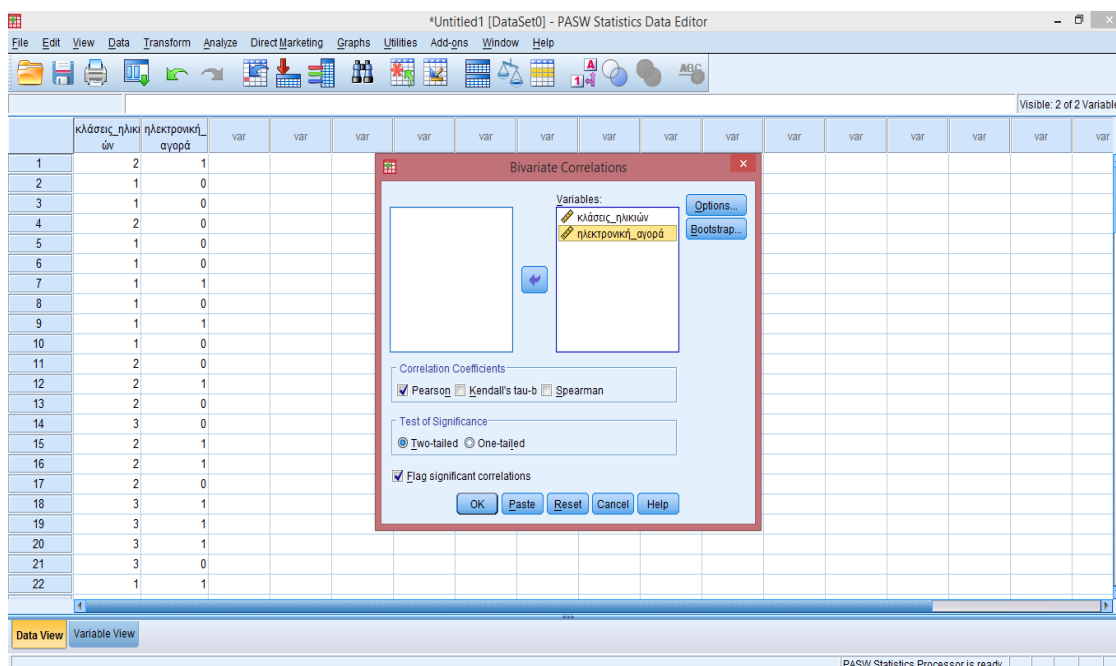 *Untitled1 [DataSet0] - PASW Statistics Data Editor
File Edit View Data Transform Analyze Direct Marketing Graphs Utilities Add-ons Window Help
Visible: 2 of 2 Variable
κλάσεις_ηλικι ηλεκτρονική_ var var var var var var var var var var var var var var var
ών αγορά
1 2 1
2 1 0
3 1 0
4 2 0
5 1 0
6 1 0
7 1 1
8 1 0
9 1 1
10 1 0
11 2 0
12 2 1
13 2 0
14 3 0
15 2 1
16 2 1
17 2 0
18 3 1
19 3 1
20 3 1
21 3 0
22 1 1
Bivariate Correlations
Variables:
κλάσεις_ηλικιών
ηλεκτρονική_αγορά
Options...
Bootstrap...
Correlation Coefficients
Pearson Kendall's tau-b Spearman
Test of Significance
Two-tailed One-tailed
Flag significant correlations
OK Paste Reset Cancel Help
Data View Variable View
PASW Statistics Processor is ready